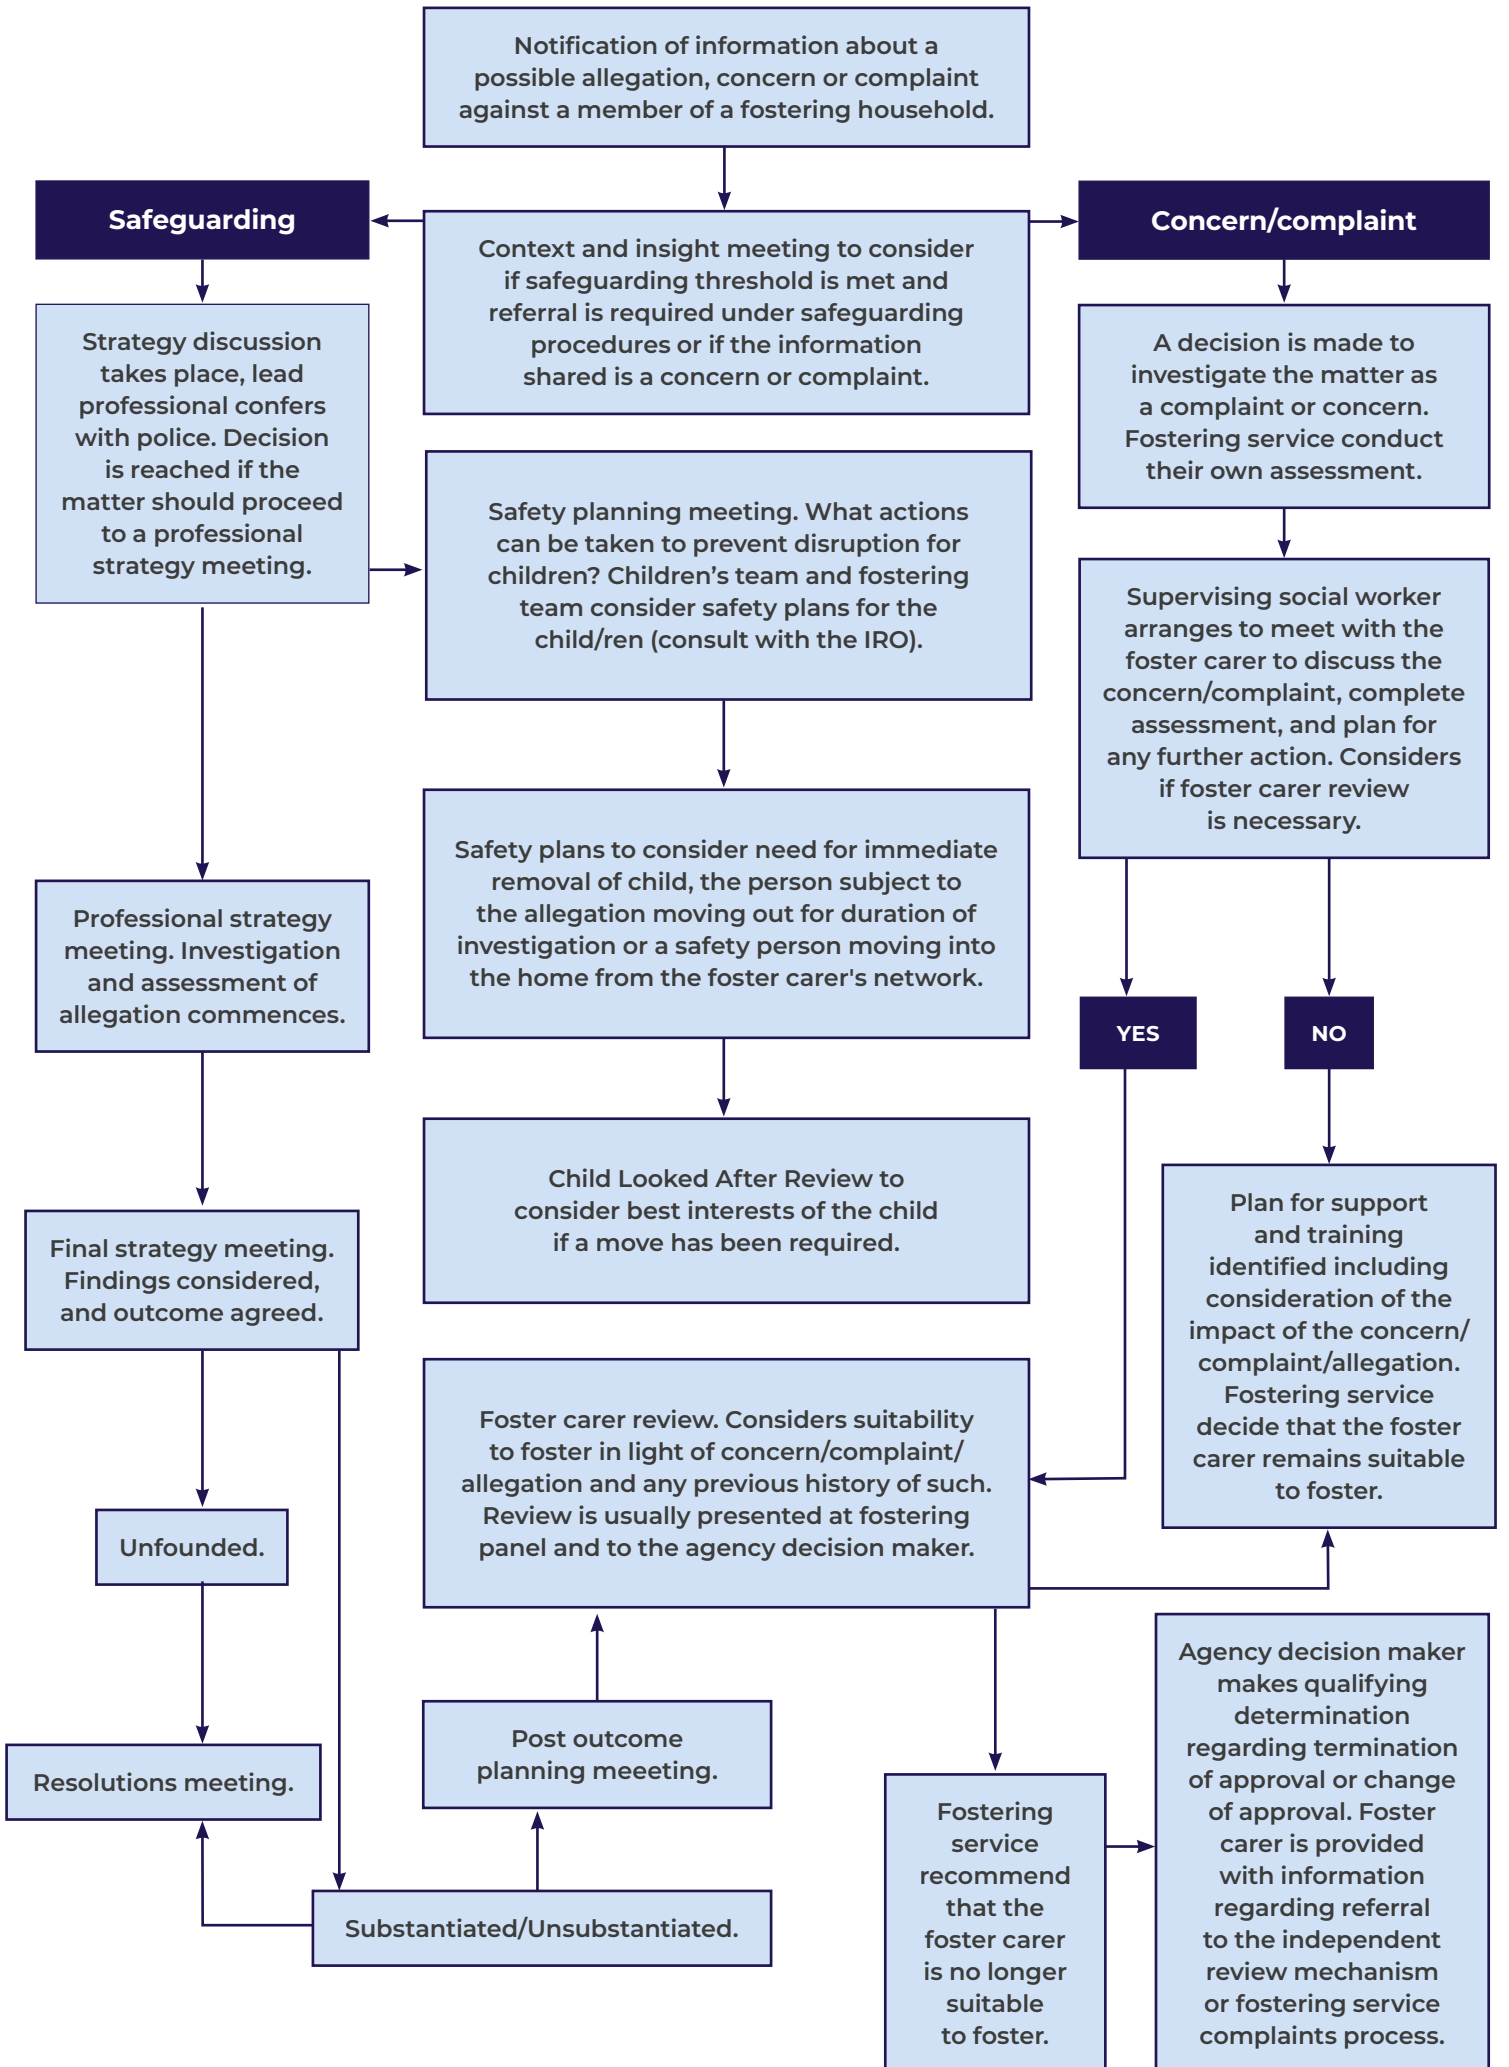 Notification of information about a
possible allegation, concern or complaint
against a member of a fostering household.
Safeguarding
Context and insight meeting to consider
if safeguarding threshold is met and
referral is required under safeguarding
procedures or if the information
shared is a concern or complaint.
Concern/complaint
Strategy discussion
takes place, lead
professional confers
with police. Decision
is reached if the
matter should proceed
to a professional
strategy meeting.
A decision is made to
investigate the matter as
a complaint or concern.
Fostering service conduct
their own assessment.
Safety planning meeting. What actions
can be taken to prevent disruption for
children? Children’s team and fostering
team consider safety plans for the
child/ren (consult with the IRO).
Supervising social worker
arranges to meet with the
foster carer to discuss the
concern/complaint, complete
assessment, and plan for
any further action. Considers
if foster carer review
is necessary.
Safety plans to consider need for immediate
removal of child, the person subject to
the allegation moving out for duration of
investigation or a safety person moving into
the home from the foster carer's network.
Professional strategy
meeting. Investigation
and assessment of
allegation commences.
YES
NO
Child Looked After Review to
consider best interests of the child
if a move has been required.
Plan for support
and training
identified including
consideration of the
impact of the concern/
complaint/allegation.
Fostering service
decide that the foster
carer remains suitable
to foster.
Final strategy meeting.
Findings considered,
and outcome agreed.
Foster carer review. Considers suitability
to foster in light of concern/complaint/
allegation and any previous history of such.
Review is usually presented at fostering
panel and to the agency decision maker.
Unfounded.
Resolutions meeting.
Post outcome
planning meeeting.
Substantiated/Unsubstantiated.
Fostering
service
recommend
that the
foster carer
is no longer
suitable
to foster.
Agency decision maker
makes qualifying
determination
regarding termination
of approval or change
of approval. Foster
carer is provided
with information
regarding referral
to the independent
review mechanism
or fostering service
complaints process.